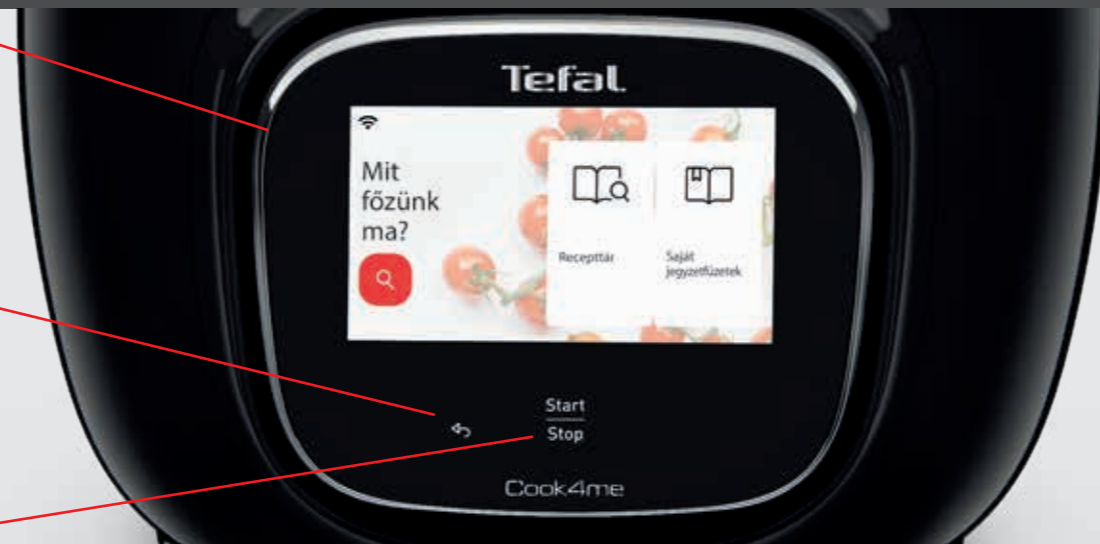 Tefal
Mit
főzünk
ma?
Recepttár
Saját
jegyzetfüzetek
Start
Stop
Cook4me